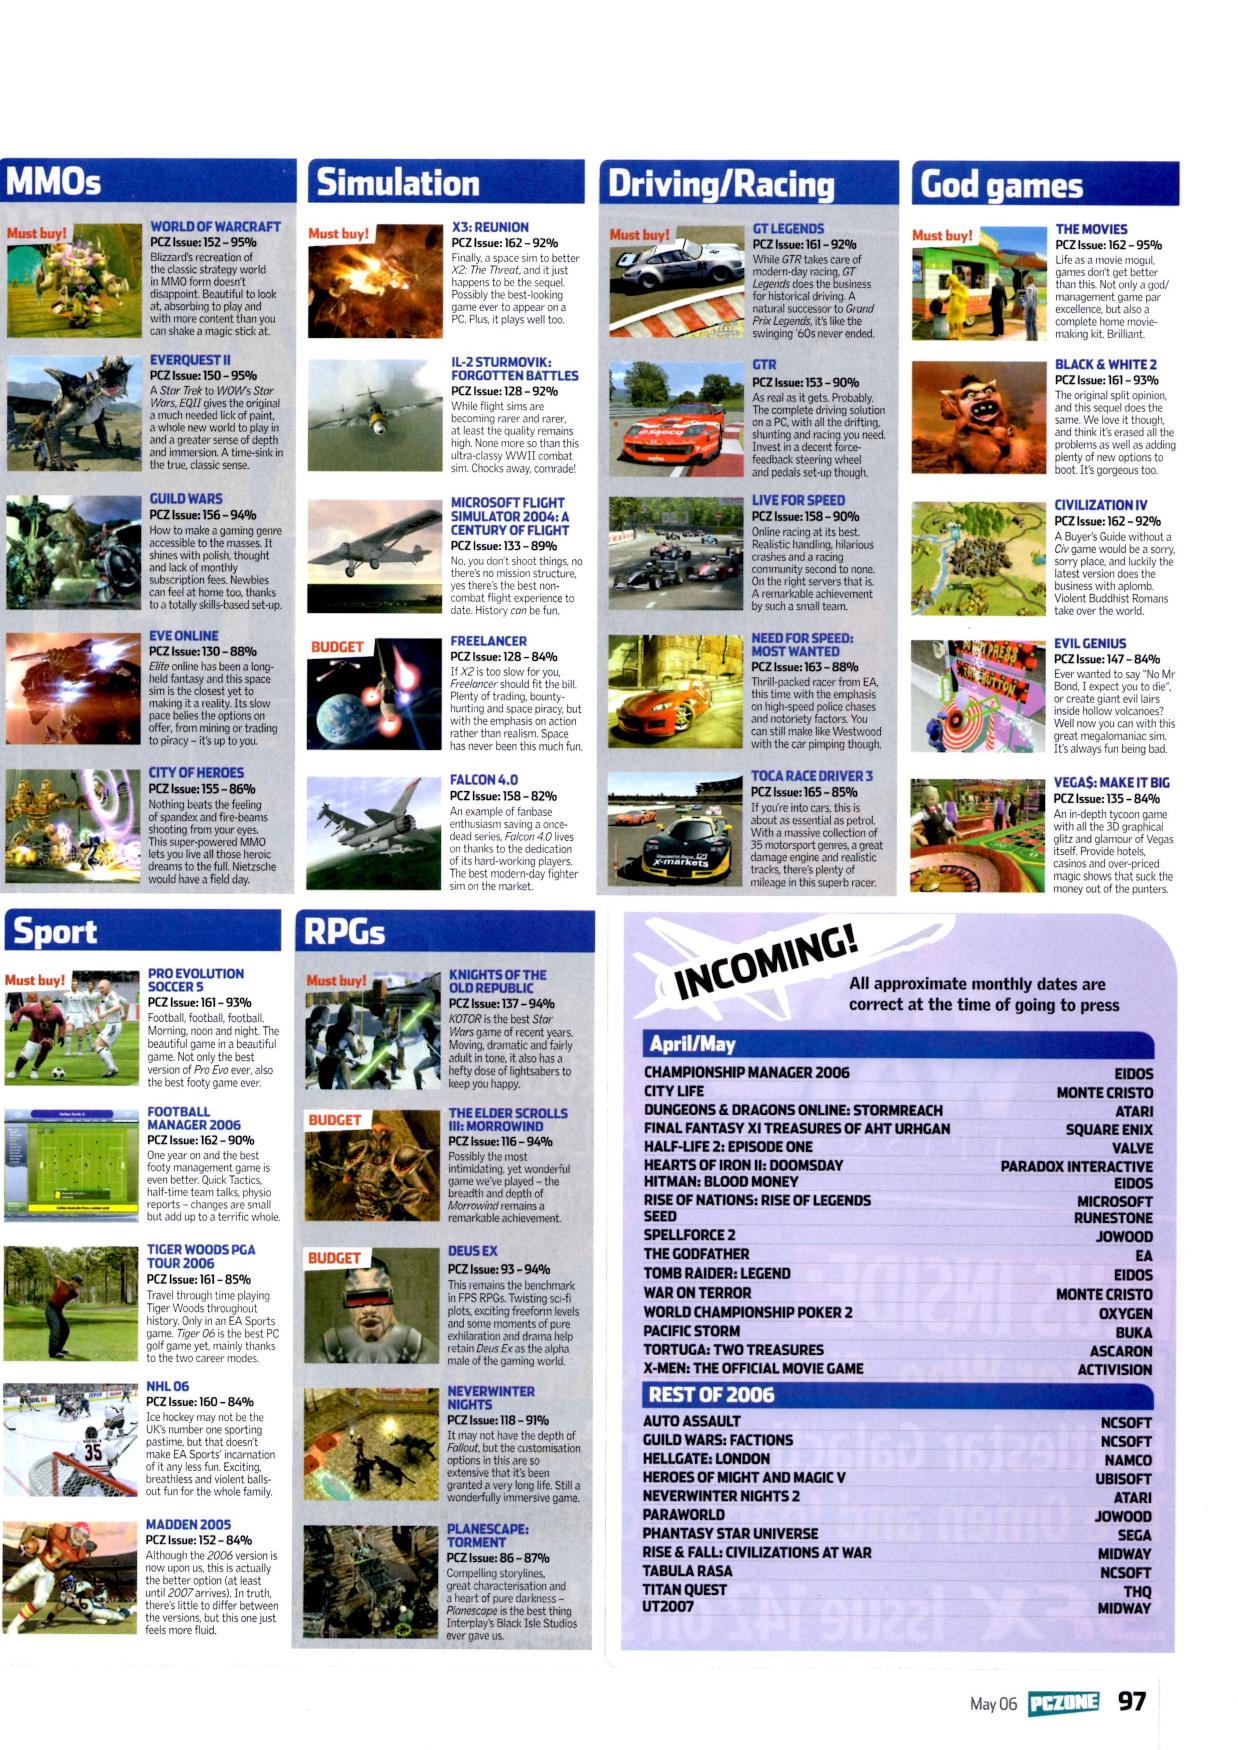 MMOs
Must buy!
WORLD OF WARCRAFT
PCZ Issue: 152 – 95%
Blizzard's recreation of
the classic strategy world
in MMO form doesn't
disappoint. Beautiful to look
at, absorbing to play and
with more content than you
can shake a magic stick at.
EVERQUEST II
PCZ Issue: 150 – 95%
A Star Trek to WOW's Star
Wars, EQII gives the original
a much needed lick of paint,
a whole new world to play in
and a greater sense of depth
and immersion. A time-sink in
the true, classic sense.
GUILD WARS
PCZ Issue: 156 – 94%
How to make a gaming genre
accessible to the masses. It
shines with polish, thought
and lack of monthly
subscription fees. Newbies
can feel at home too, thanks
to a totally skills-based set-up.
EVE ONLINE
PCZ Issue: 130 – 88%
Elite online has been a long-
held fantasy and this space
sim is the closest yet to
making it a reality. Its slow
pace belies the options on
offer, from mining or trading
to piracy – it's up to you.
CITY OF HEROES
PCZ Issue: 155 – 86%
Nothing beats the feeling
of spandex and fire-beams
shooting from your eyes.
This super-powered MMO
lets you live all those heroic
dreams to the full. Nietzsche
would have a field day.
Simulation
Must buy!
X3: REUNION
PCZ Issue: 162 – 92%
Finally, a space sim to better
X2: The Threat, and it just
happens to be the sequel.
Possibly the best-looking
game ever to appear on a
PC. Plus, it plays well too.
IL-2 STURMOVIK:
FORGOTTEN BATTLES
PCZ Issue: 128 – 92%
While flight sims are
becoming rarer and rarer,
at least the quality remains
high. None more so than this
ultra-classy WWII combat
sim. Chocks away, comrade!
MICROSOFT FLIGHT
SIMULATOR 2004: A
CENTURY OF FLIGHT
PCZ Issue: 133 – 89%
No, you don't shoot things, no
there's no mission structure,
yes there's the best non-
combat flight experience to
date. History can be fun.
BUDGET
FREELANCER
PCZ Issue: 128 – 84%
If X2 is too slow for you,
Freelancer should fit the bill.
Plenty of trading, bounty-
hunting and space piracy, but
with the emphasis on action
rather than realism. Space
has never been this much fun.
FALCON 4.0
PCZ Issue: 158 – 82%
An example of fanbase
enthusiasm saving a once-
dead series, Falcon 4.0 lives
on thanks to the dedication
of its hard-working players.
The best modern-day fighter
sim on the market.
Driving/Racing
Must buy!
GT LEGENDS
PCZ Issue: 161 – 92%
While GTR takes care of
modern-day racing, GT
Legends does the business
for historical driving. A
natural successor to Grand
Prix Legends, it's like the
swinging '60s never ended.
GTR
PCZ Issue: 153 – 90%
As real as it gets. Probably.
The complete driving solution
on a PC, with all the drifting,
shunting and racing you need.
Invest in a decent force-
feedback steering wheel
and pedals set-up though.
LIVE FOR SPEED
PCZ Issue: 158 – 90%
Online racing at its best.
Realistic handling, hilarious
crashes and a racing
community second to none.
On the right servers that is.
A remarkable achievement
by such a small team.
NEED FOR SPEED:
MOST WANTED
PCZ Issue: 163 – 88%
Thrill-packed racer from EA,
this time with the emphasis
on high-speed police chases
and notoriety factors. You
can still make like Westwood
with the car pimping though.
x-markets
TOCA RACE DRIVER 3
PCZ Issue: 165 – 85%
If you're into cars, this is
about as essential as petrol.
With a massive collection of
35 motorsport genres, a great
damage engine and realistic
tracks, there's plenty of
mileage in this superb racer.
God games
Must buy!
THE MOVIES
PCZ Issue: 162 – 95%
Life as a movie mogul,
games don't get better
than this. Not only a god/
management game par
excellence, but also a
complete home movie-
making kit. Brilliant.
BLACK & WHITE 2
PCZ Issue: 161 – 93%
The original split opinion,
and this sequel does the
same. We love it though,
and think it's erased all the
problems as well as adding
plenty of new options to
boot. It's gorgeous too.
CIVILIZATION IV
PCZ Issue: 162 – 92%
A Buyer's Guide without a
Civ game would be a sorry,
sorry place, and luckily the
latest version does the
business with aplomb.
Violent Buddhist Romans
take over the world.
EVIL GENIUS
PCZ Issue: 147 – 84%
Ever wanted to say "No Mr
Bond, I expect you to die",
or create giant evil lairs
inside hollow volcanoes?
Well now you can with this
great megalomaniac sim.
It's always fun being bad.
VEGA$: MAKE IT BIG
PCZ Issue: 135 – 84%
An in-depth tycoon game
with all the 3D graphical
glitz and glamour of Vegas
itself. Provide hotels,
casinos and over-priced
magic shows that suck the
money out of the punters.
Sport
Must buy!
PRO EVOLUTION
SOCCER 5
PCZ Issue: 161 – 93%
Football, football, football.
Morning, noon and night. The
beautiful game in a beautiful
game. Not only the best
version of Pro Evo ever, also
the best footy game ever.
FOOTBALL
MANAGER 2006
PCZ Issue: 162 – 90%
One year on and the best
footy management game is
even better. Quick Tactics,
half-time team talks, physio
reports – changes are small
but add up to a terrific whole.
TIGER WOODS PGA
TOUR 2006
PCZ Issue: 161 – 85%
Travel through time playing
Tiger Woods throughout
history. Only in an EA Sports
game. Tiger 06 is the best PC
golf game yet, mainly thanks
to the two career modes.
35
NHL 06
PCZ Issue: 160 – 84%
Ice hockey may not be the
UK's number one sporting
pastime, but that doesn't
make EA Sports' incarnation
of it any less fun. Exciting,
breathless and violent balls-
out fun for the whole family.
MADDEN 2005
PCZ Issue: 152 – 84%
Although the 2006 version is
now upon us, this is actually
the better option (at least
until 2007 arrives). In truth,
there's little to differ between
the versions, but this one just
feels more fluid.
RPGs
Must buy!
KNIGHTS OF THE
OLD REPUBLIC
PCZ Issue: 137 – 94%
KOTOR is the best Star
Wars game of recent years.
Moving, dramatic and fairly
adult in tone, it also has a
hefty dose of lightsabers to
keep you happy.
BUDGET
THE ELDER SCROLLS
III: MORROWIND
PCZ Issue: 116 – 94%
Possibly the most
intimidating, yet wonderful
game we've played – the
breadth and depth of
Morrowind remains a
remarkable achievement.
BUDGET
DEUS EX
PCZ Issue: 93 – 94%
This remains the benchmark
in FPS RPGs. Twisting sci-fi
plots, exciting freeform levels
and some moments of pure
exhilaration and drama help
retain Deus Ex as the alpha
male of the gaming world.
NEVERWINTER
NIGHTS
PCZ Issue: 118 – 91%
It may not have the depth of
Fallout, but the customisation
options in this are so
extensive that it's been
granted a very long life. Still a
wonderfully immersive game.
PLANESCAPE:
TORMENT
PCZ Issue: 86 – 87%
Compelling storylines,
great characterisation and
a heart of pure darkness –
Planescape is the best thing
Interplay's Black Isle Studios
ever gave us.
INCOMING!
All approximate monthly dates are
correct at the time of going to press
April/May
CHAMPIONSHIP MANAGER 2006 EIDOS
CITY LIFE MONTE CRISTO
DUNGEONS & DRAGONS ONLINE: STORMREACH ATARI
FINAL FANTASY XI TREASURES OF AHT URHGAN SQUARE ENIX
HALF-LIFE 2: EPISODE ONE VALVE
HEARTS OF IRON II: DOOMSDAY PARADOX INTERACTIVE
HITMAN: BLOOD MONEY EIDOS
RISE OF NATIONS: RISE OF LEGENDS MICROSOFT
SEED RUNESTONE
SPELLFORCE 2 JOWOOD
THE GODFATHER EA
TOMB RAIDER: LEGEND EIDOS
WAR ON TERROR MONTE CRISTO
WORLD CHAMPIONSHIP POKER 2 OXYGEN
PACIFIC STORM BUKA
TORTUGA: TWO TREASURES ASCARON
X-MEN: THE OFFICIAL MOVIE GAME ACTIVISION
REST OF 2006
AUTO ASSAULT NCSOFT
GUILD WARS: FACTIONS NCSOFT
HELLGATE: LONDON NAMCO
HEROES OF MIGHT AND MAGIC V UBISOFT
NEVERWINTER NIGHTS 2 ATARI
PARAWORLD JOWOOD
PHANTASY STAR UNIVERSE SEGA
RISE & FALL: CIVILIZATIONS AT WAR MIDWAY
TABULA RASA NCSOFT
TITAN QUEST THQ
UT2007 MIDWAY
May 06 PCZONE 97